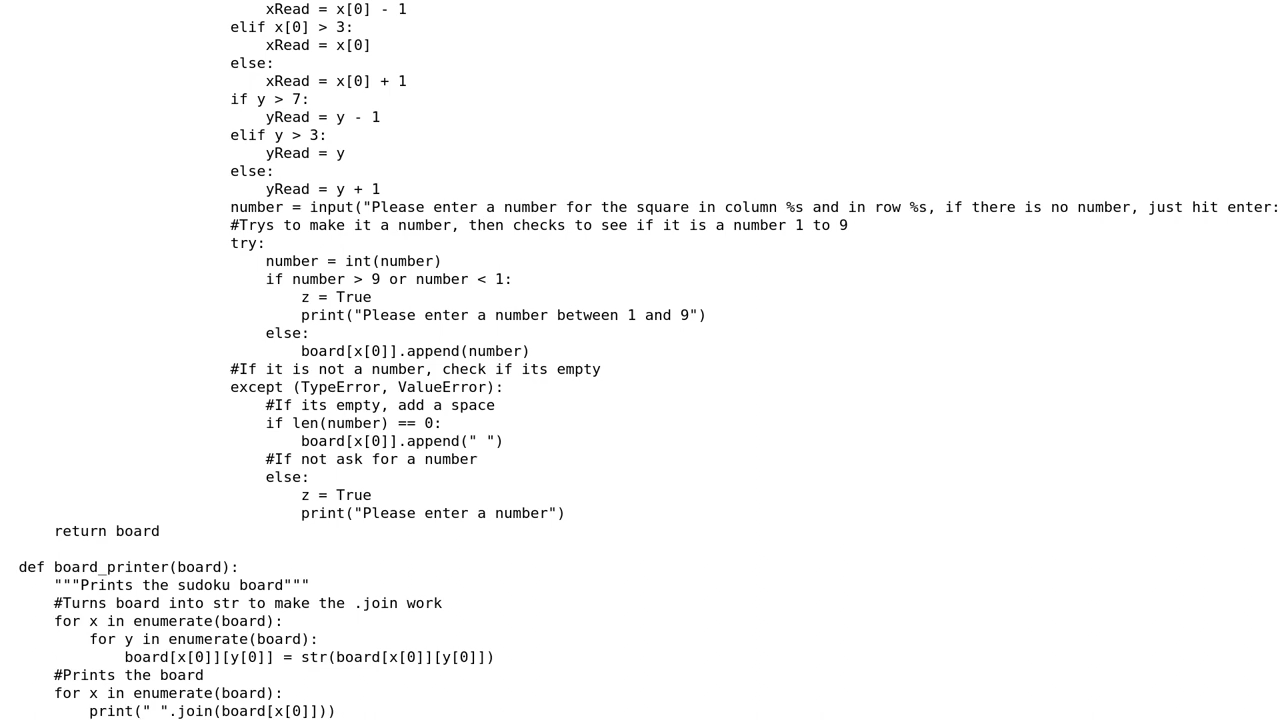 xRead = x[0] - 1
elif x[0] > 3:
xRead = x[0]
else:
xRead = x[0] + 1
if y > 7:
yRead = y - 1
elif y > 3:
yRead = y
else:
yRead = y + 1
number = input("Please enter a number for the square in column %s and in row %s, if there is no number, just hit enter:
#Trys to make it a number, then checks to see if it is a number 1 to 9
try:
number = int(number)
if number > 9 or number < 1:
z = True
print("Please enter a number between 1 and 9")
else:
board[x[0]].append(number)
#If it is not a number, check if its empty
except (TypeError, ValueError):
#If its empty, add a space
if len(number) == 0:
board[x[0]].append(" ")
#If not ask for a number
else:
z = True
print("Please enter a number")
return board
def board_printer(board):
"""Prints the sudoku board"""
#Turns board into str to make the .join work
for x in enumerate(board):
for y in enumerate(board):
board[x[0]][y[0]] = str(board[x[0]][y[0]])
#Prints the board
for x in enumerate(board):
print(" ".join(board[x[0]]))